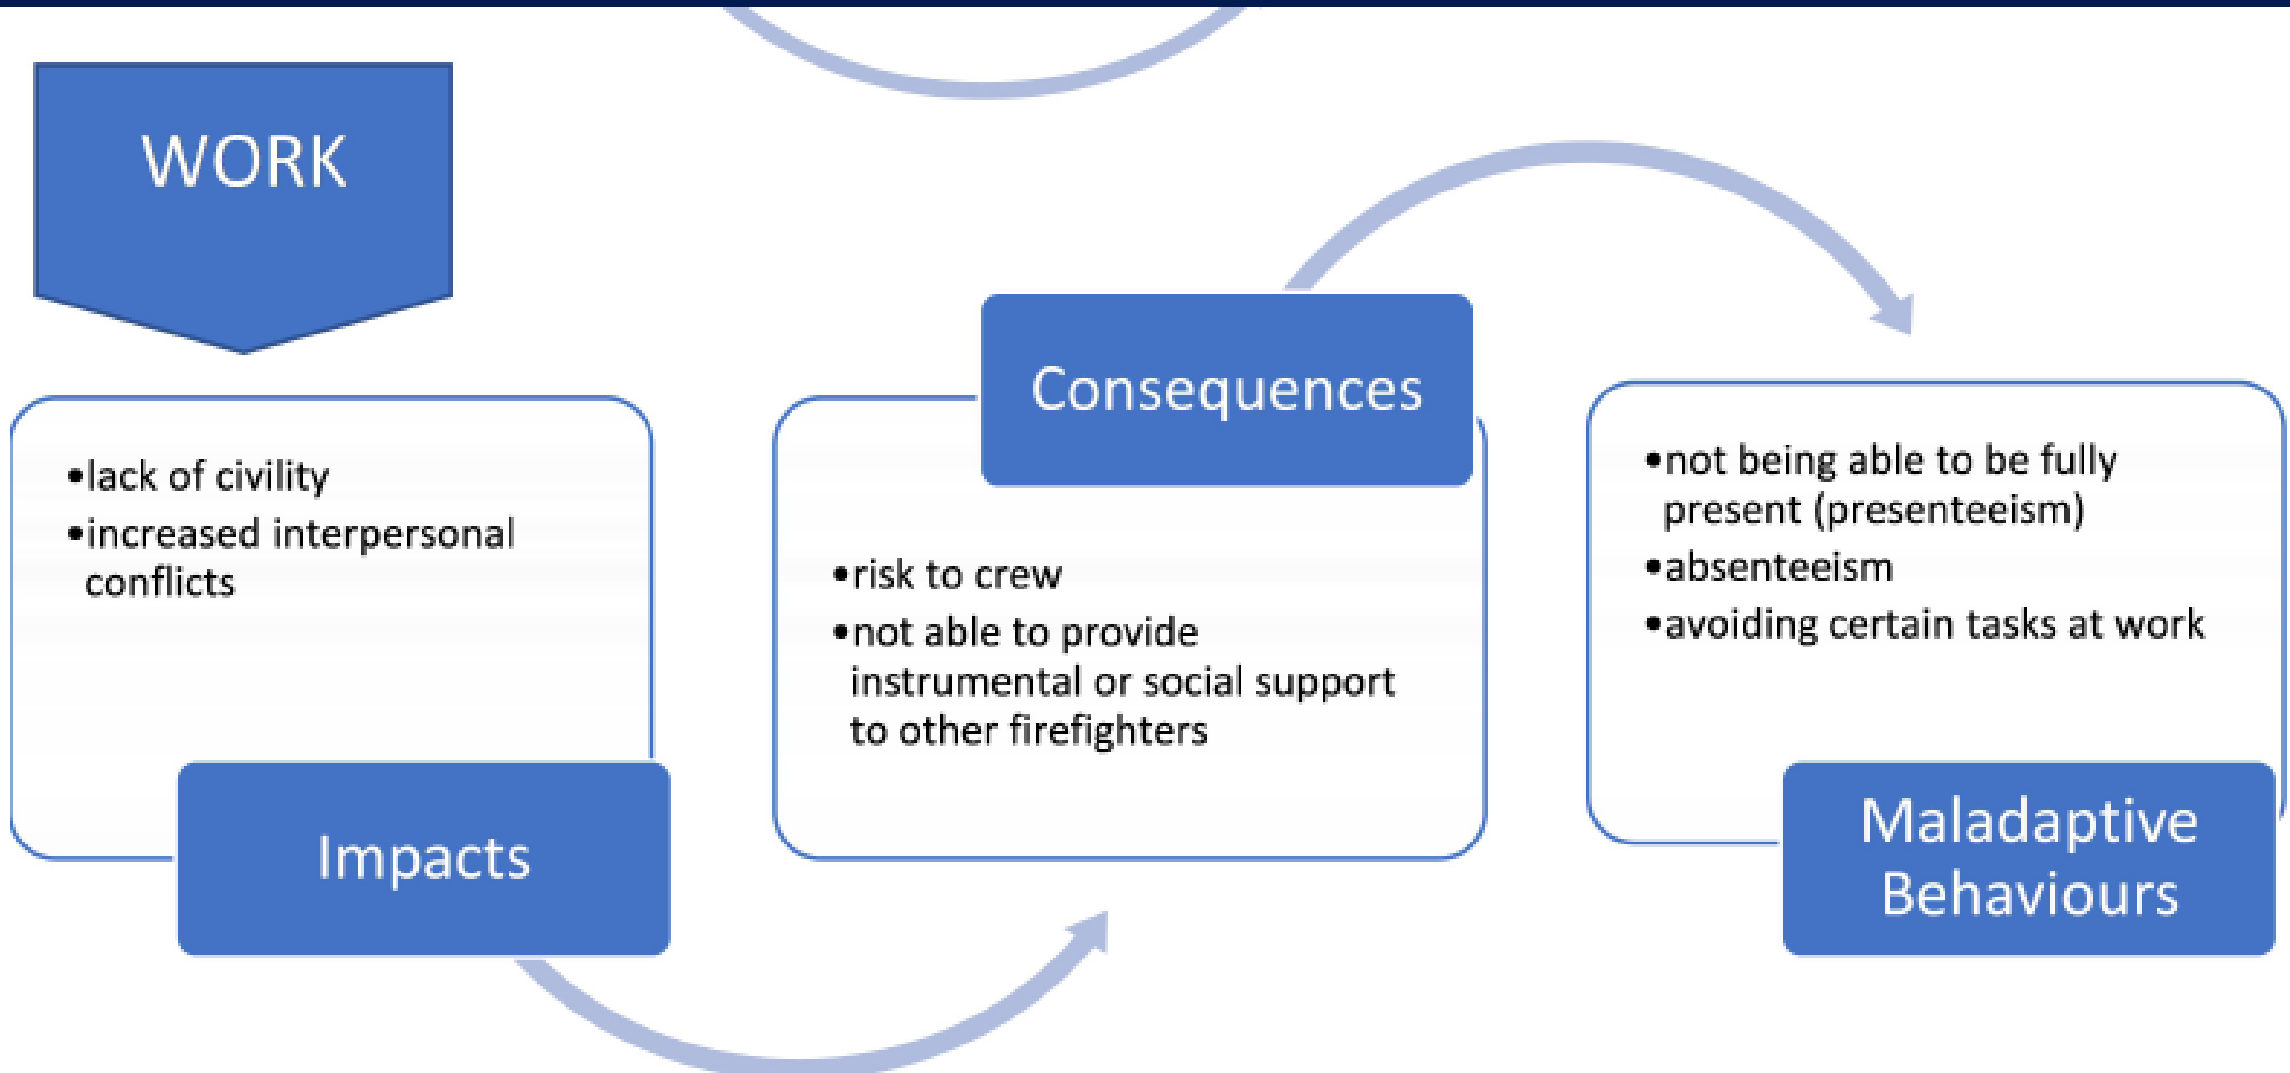 WORK
•lack of civility
•increased interpersonal
conflicts
Impacts
Consequences
•risk to crew
•not able to provide
instrumental or social support
to other firefighters
•not being able to be fully
present (presenteeism)
•absenteeism
•avoiding certain tasks at work
Maladaptive
Behaviours